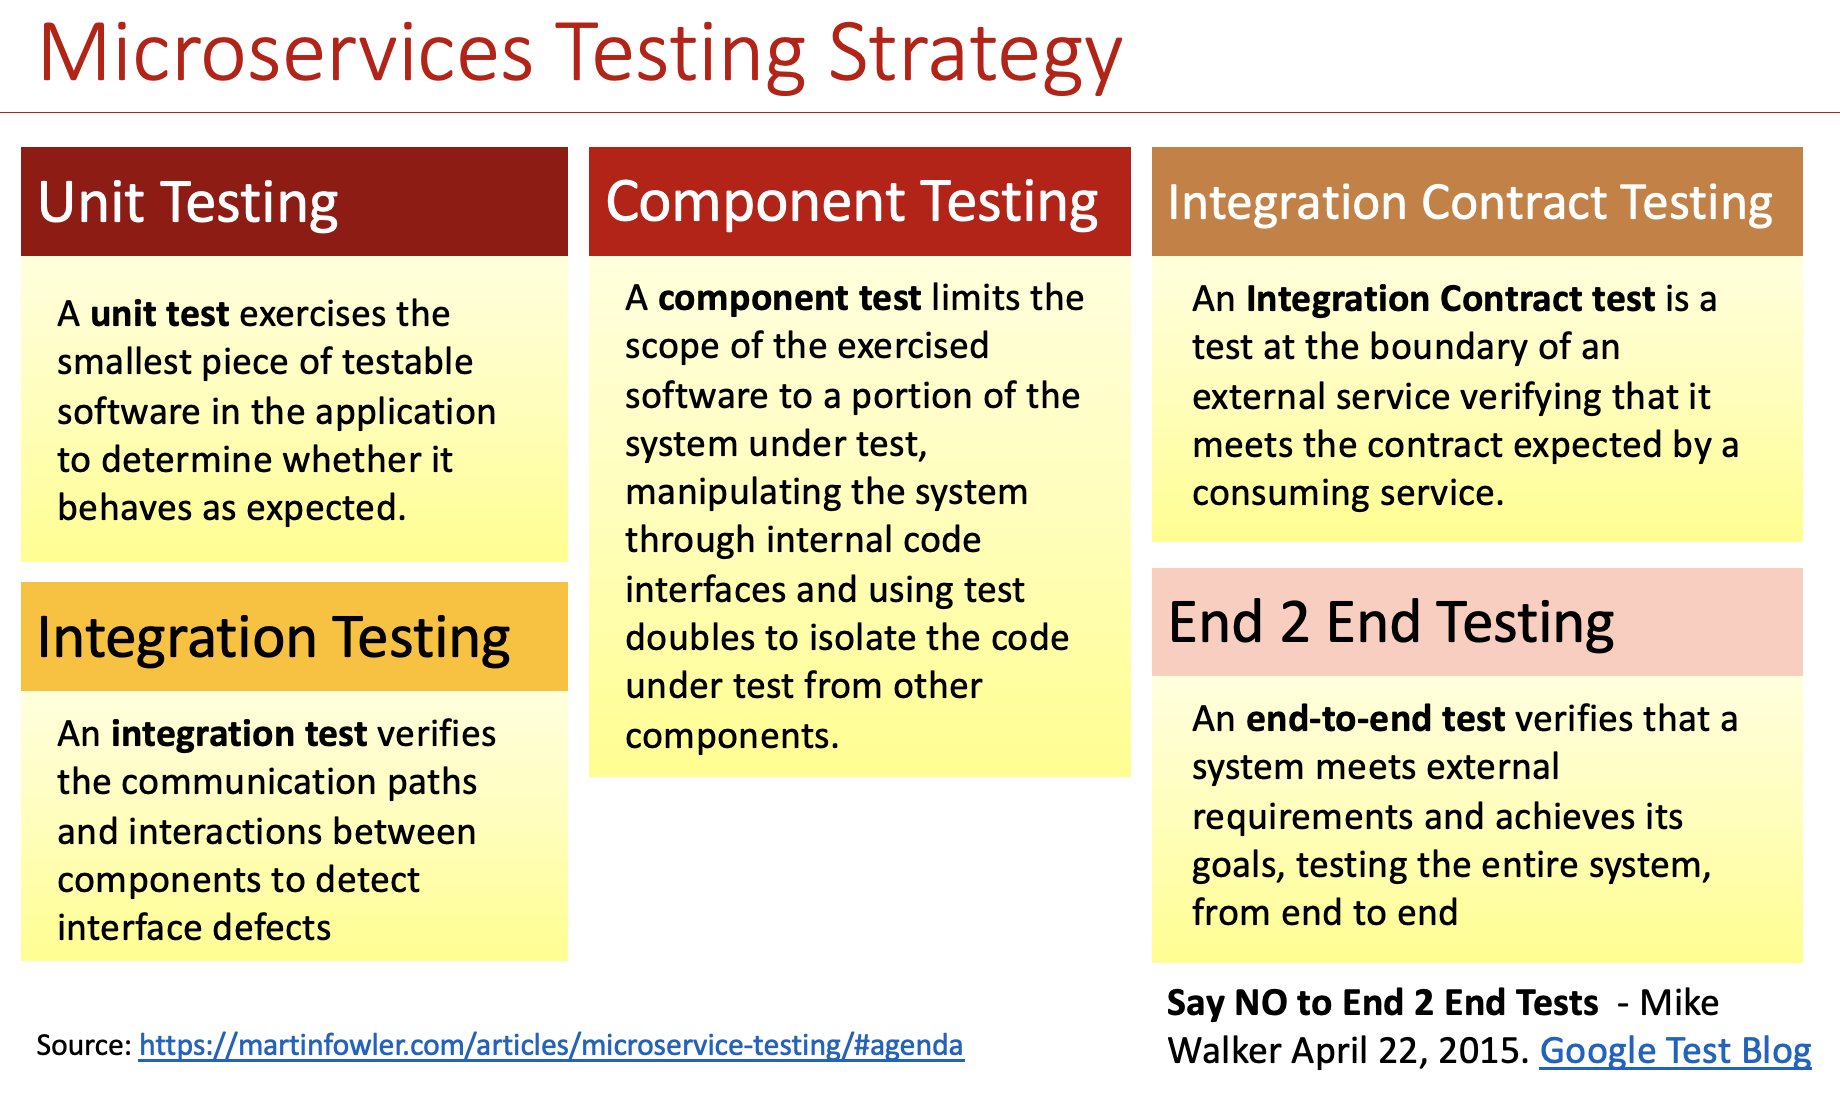 Microservices Testing Strategy
Unit Testing
A unit test exercises the
smallest piece of testable
software in the application
to determine whether it
behaves as expected.
Integration Testing
An integration test verifies
the communication paths
and interactions between
components to detect
interface defects
Component Testing
A component test limits the
scope of the exercised
software to a portion of the
system under test,
manipulating the system
through internal code
interfaces and using test
doubles to isolate the code
under test from other
components.
Integration Contract Testing
An Integration Contract test is a
test at the boundary of an
external service verifying that it
meets the contract expected by a
consuming service.
End 2 End Testing
An end-to-end test verifies that a
system meets external
requirements and achieves its
goals, testing the entire system,
from end to end
Say NO to End 2 End Tests - Mike
Walker April 22, 2015. Google Test Blog
Source: https://martinfowler.com/articles/microservice-testing/#agenda